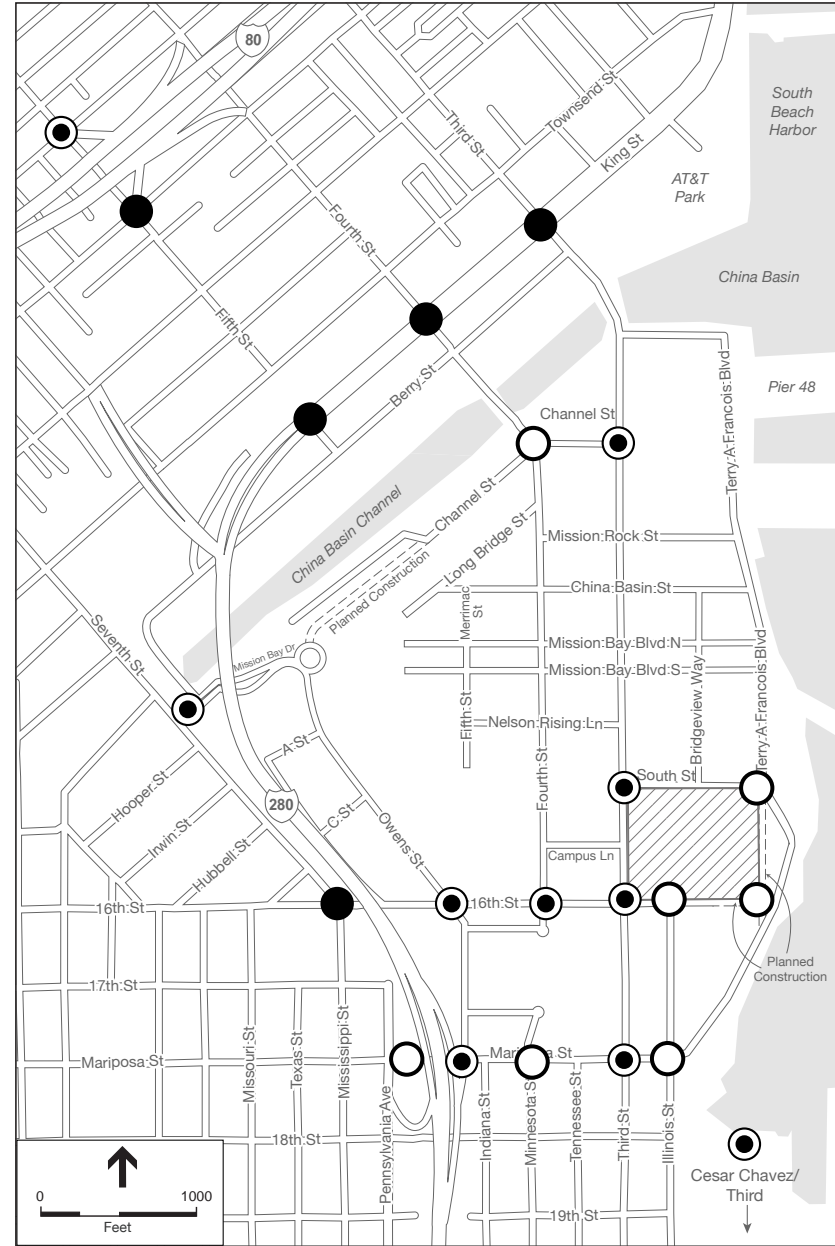 80
South
Beach
Harbor
Townsend St
Third St
King St
AT&T
Park
Fourth St
China Basin
Fifth St
Berry St
Terry A Francois Blvd
Pier 48
Channel St
China Basin Channel
Channel St
Long Bridge St
Planned Construction
Mission Rock St
China Basin St
Merrimac
St
Seventh St
Mission Bay Dr
Mission Bay Blvd N
Mission Bay Blvd S
Bridgeview Way
Terry A Francois Blvd
Fifth St
Nelson Rising Ln
A St
Fourth St
South St
Hooper St
280
C St
Owens St
Irwin St
Hubbell St
Campus Ln
16th St
16th St
Planned
Construction
17th St
Mariposa St
Missouri St
Texas St
Mississippi St
Pennsylvania Ave
Indiana St
Minnesota S
Tennessee St
Third St
Illinois St
18th St
Cesar Chavez/
Third
0
1000
Feet
19th St